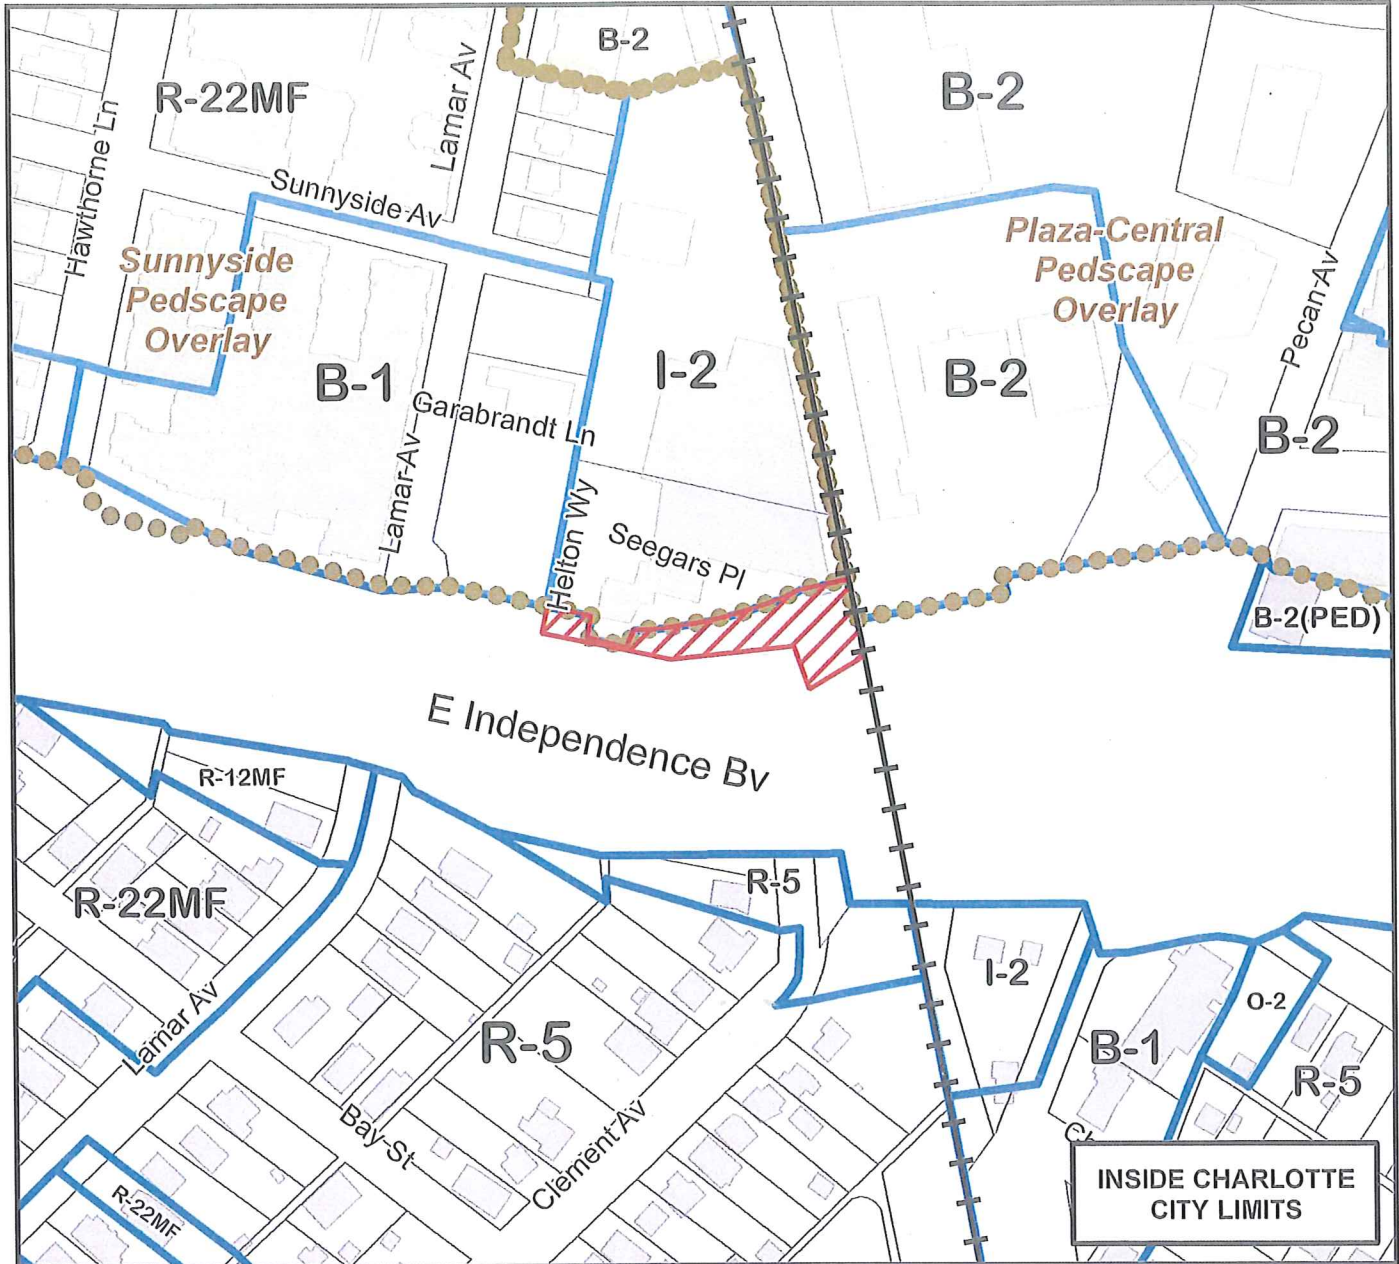 B-2
R-22MF
Lamar Av
B-2
Hawthorne Ln
Sunnyside Av
Sunnyside
Pedscape
Overlay
Plaza-Central
Pedscape
Overlay
Pecan Av
B-1
I-2
B-2
Garabrandt Ln
B-2
Lamar Av
Helton Wy
Seegars Pl
B-2(PED)
E Independence Bv
R-12MF
R-5
R-22MF
I-2
O-2
Lamar Av
R-5
B-1
R-5
Bay St
Clement Av
R-22MF
INSIDE CHARLOTTE
CITY LIMITS